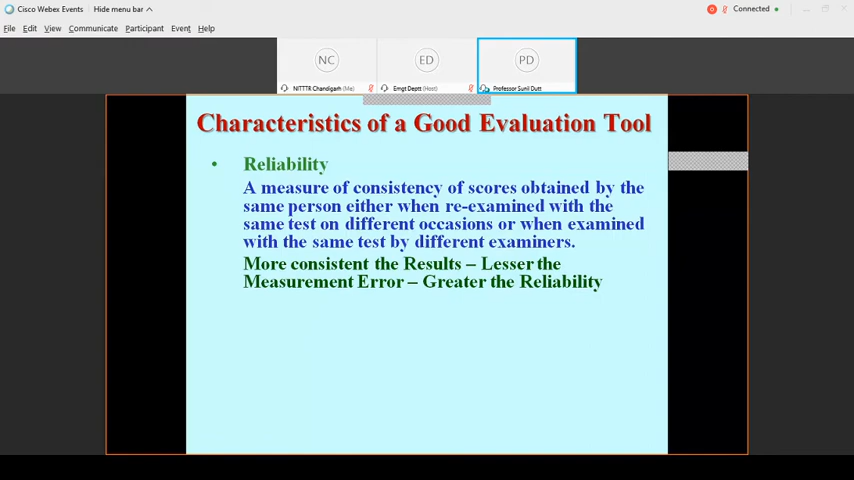 Cisco Webex Events Hide menu bar Connected
File Edit View Communicate Participant Event Help
NC ED PD
NITTTR Chandigarh (Me) Emgt Deptt (Host) Professor Sunil Dutt
Characteristics of a Good Evaluation Tool
• Reliability
A measure of consistency of scores obtained by the
same person either when re-examined with the
same test on different occasions or when examined
with the same test by different examiners.
More consistent the Results – Lesser the
Measurement Error – Greater the Reliability